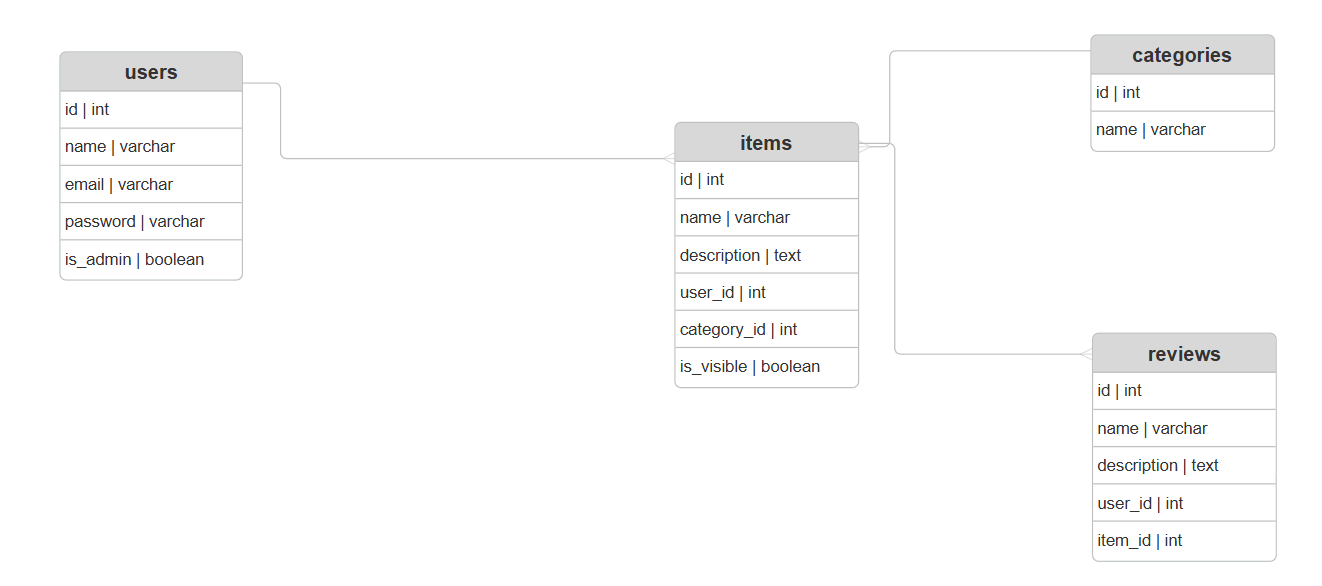 users
id | int
name | varchar
email | varchar
password | varchar
is_admin | boolean
items
id | int
name | varchar
description | text
user_id | int
category_id | int
is_visible | boolean
categories
id | int
name | varchar
reviews
id | int
name | varchar
description | text
user_id | int
item_id | int